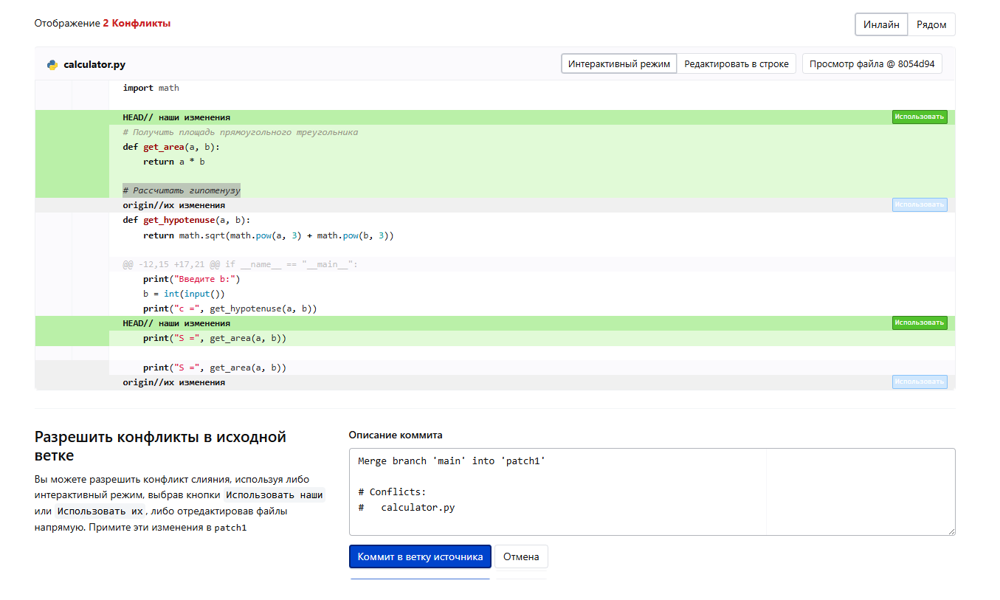 Отображение 2 Конфликты
Инлайн Рядом
calculator.py
Интерактивный режим Редактировать в строке Просмотр файла @ 8054d94
import math
HEAD// наши изменения Использовать
# Получить площадь прямоугольного треугольника
def get_area(a, b):
return a * b
# Рассчитать гипотенузу
origin//их изменения Использовать
def get_hypotenuse(a, b):
return math.sqrt(math.pow(a, 3) + math.pow(b, 3))
@@ -12,15 +17,21 @@ if __name__ == "__main__":
print("Введите b:")
b = int(input())
print("c =", get_hypotenuse(a, b))
HEAD// наши изменения Использовать
print("S =", get_area(a, b))
print("S =", get_area(a, b))
origin//их изменения Использовать
Разрешить конфликты в исходной
ветке
Вы можете разрешить конфликт слияния, используя либо
интерактивный режим, выбрав кнопки Использовать наши
или Использовать их, либо отредактировав файлы
напрямую. Примите эти изменения в patch1
Описание коммита
Merge branch 'main' into 'patch1'
# Conflicts:
# calculator.py
Коммит в ветку источника Отмена